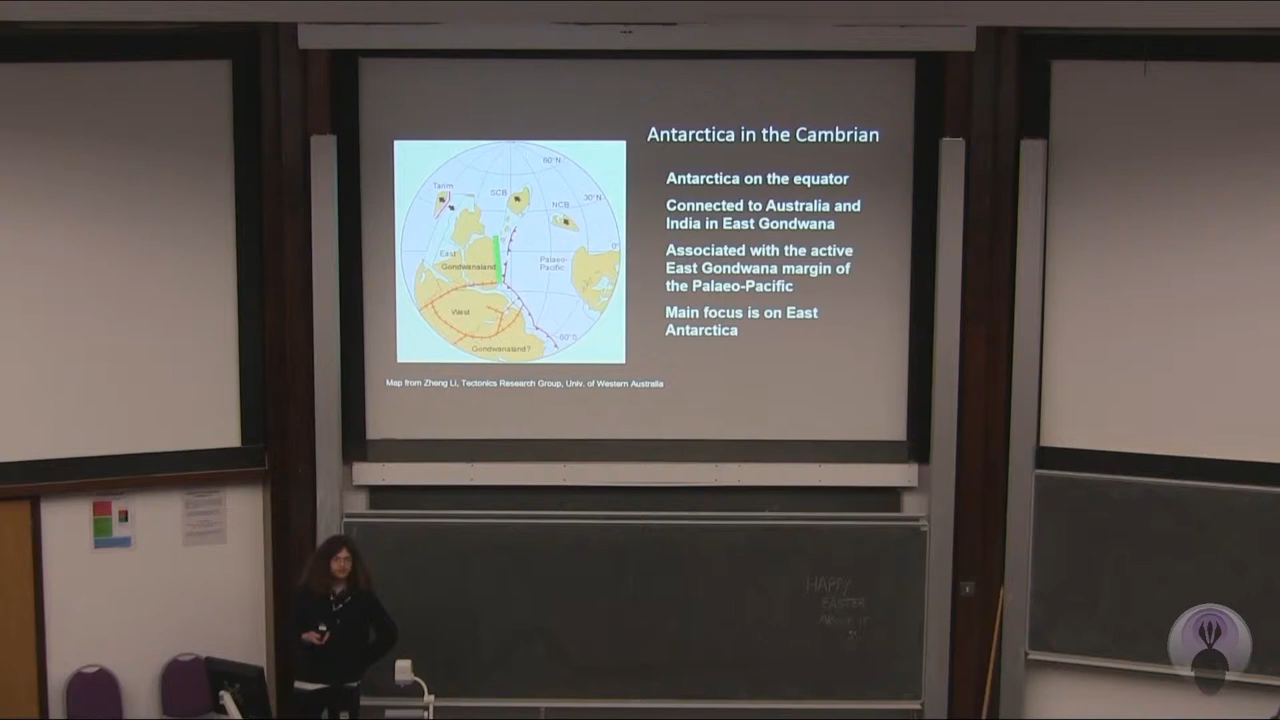 Antarctica in the Cambrian
Antarctica on the equator
Connected to Australia and
India in East Gondwana
Associated with the active
East Gondwana margin of
the Palaeo-Pacific
Main focus is on East
Antarctica
60°N
Tarim
SCB
30°N
NCB
0°
East
Gondwanaland
Palaeo-
Pacific
West
60°S
Gondwanaland?
Map from Zheng Li, Tectonics Research Group, Univ. of Western Australia
HAPPY
EASTER